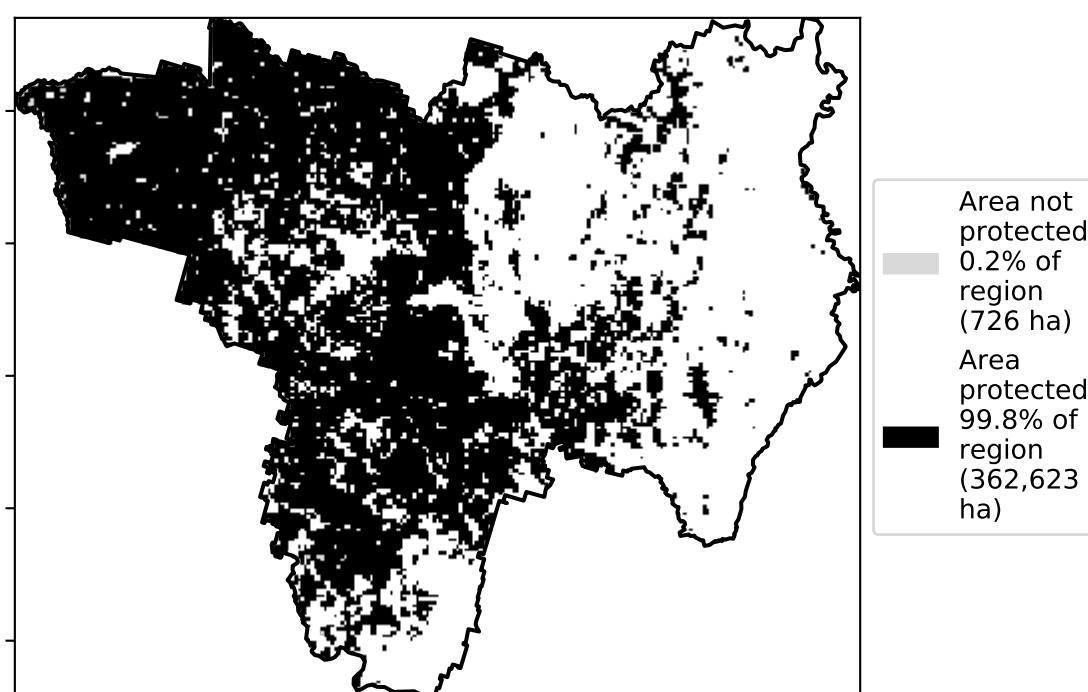 Area not
protected
0.2% of
region
(726 ha)
Area
protected
99.8% of
region
(362,623
ha)